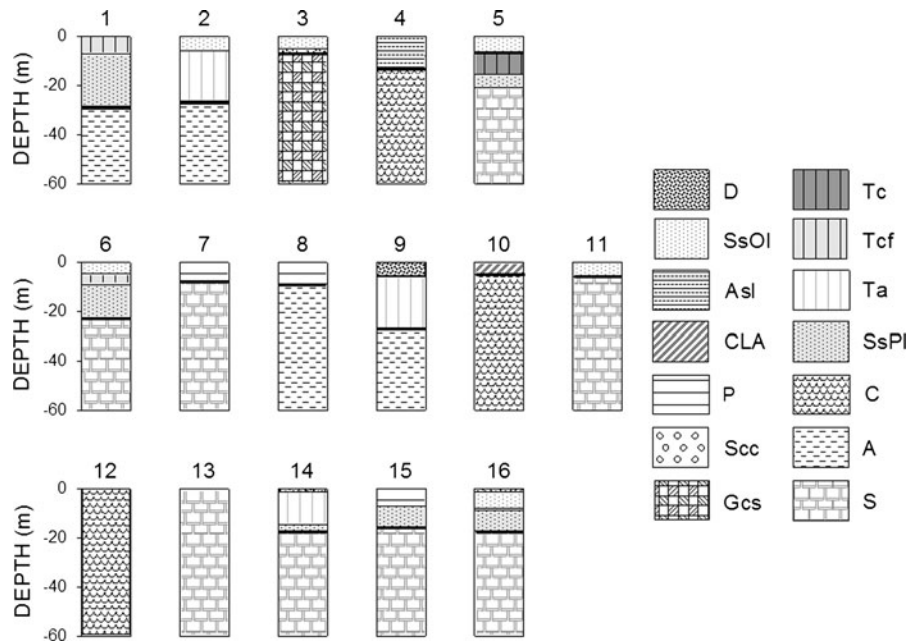 1 2 3 4 5
DEPTH (m)
0
-20
-40
-60
6 7 8 9 10 11
DEPTH (m)
0
-20
-40
-60
12 13 14 15 16
DEPTH (m)
0
-20
-40
-60
D Tc
SsOl Tcf
Asl Ta
CLA SsPl
P C
Scc A
Gcs S